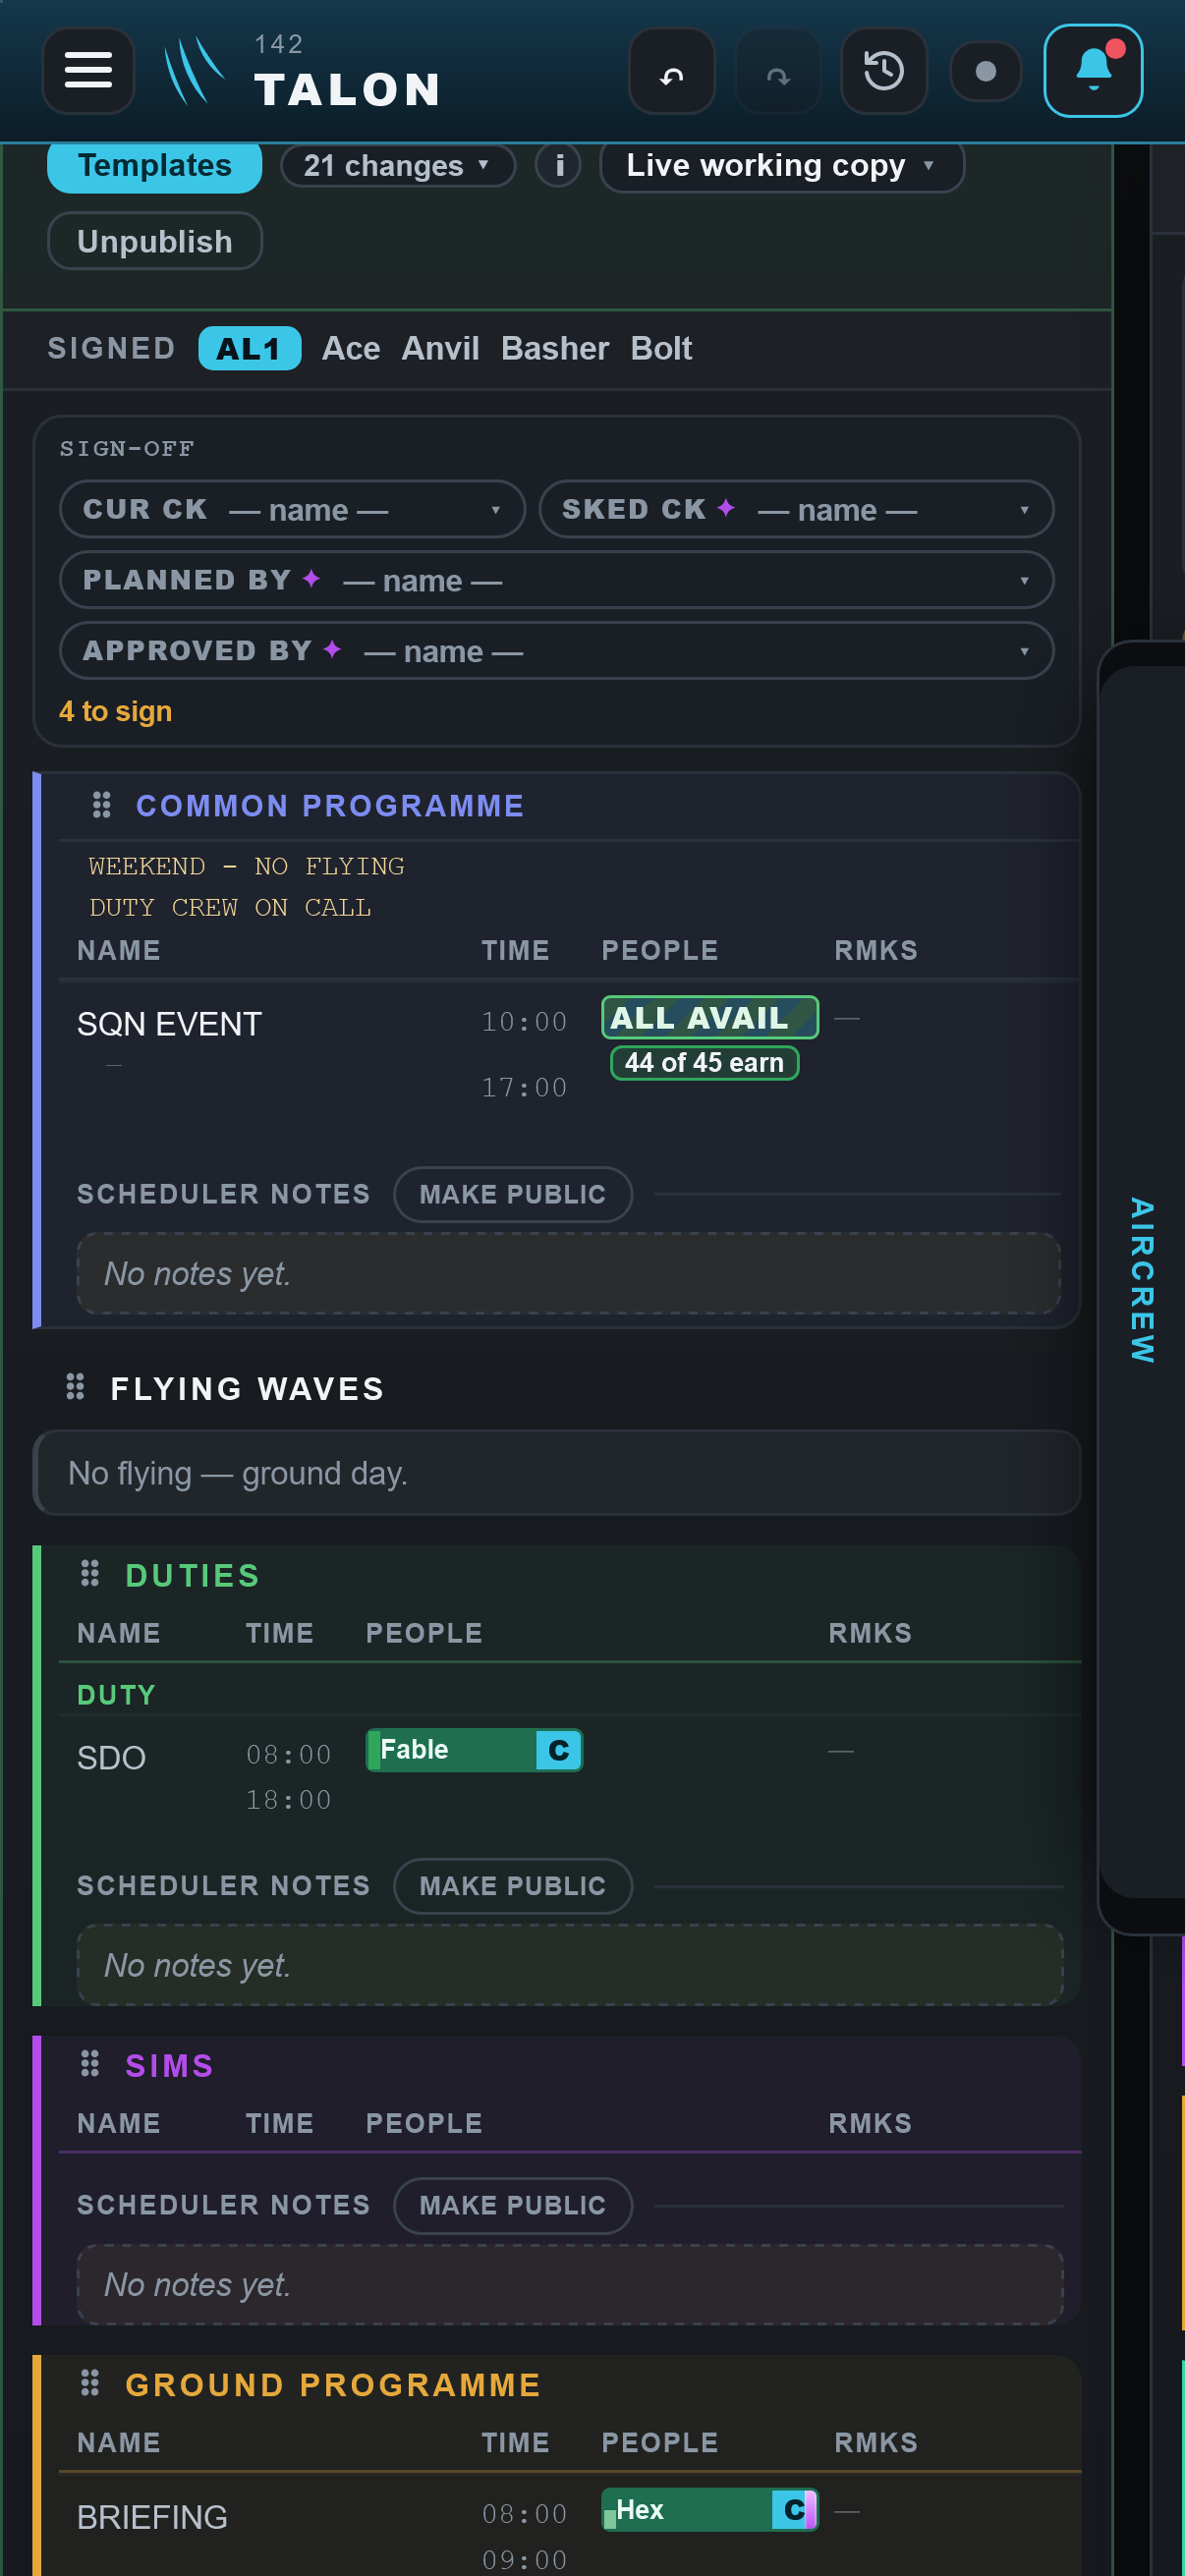 142
TALON
Templates 21 changes ▾ i Live working copy ▾
Unpublish
SIGNED AL1 Ace Anvil Basher Bolt
SIGN-OFF
CUR CK — name — ▾ SKED CK ✦ — name — ▾
PLANNED BY ✦ — name — ▾
APPROVED BY ✦ — name — ▾
4 to sign
COMMON PROGRAMME
WEEKEND - NO FLYING
DUTY CREW ON CALL
NAME TIME PEOPLE RMKS
SQN EVENT 10:00 ALL AVAIL —
— 44 of 45 earn
17:00
SCHEDULER NOTES MAKE PUBLIC
No notes yet.
AIRCREW
FLYING WAVES
No flying — ground day.
DUTIES
NAME TIME PEOPLE RMKS
DUTY
SDO 08:00 Fable C —
18:00
SCHEDULER NOTES MAKE PUBLIC
No notes yet.
SIMS
NAME TIME PEOPLE RMKS
SCHEDULER NOTES MAKE PUBLIC
No notes yet.
GROUND PROGRAMME
NAME TIME PEOPLE RMKS
BRIEFING 08:00 Hex C —
09:00